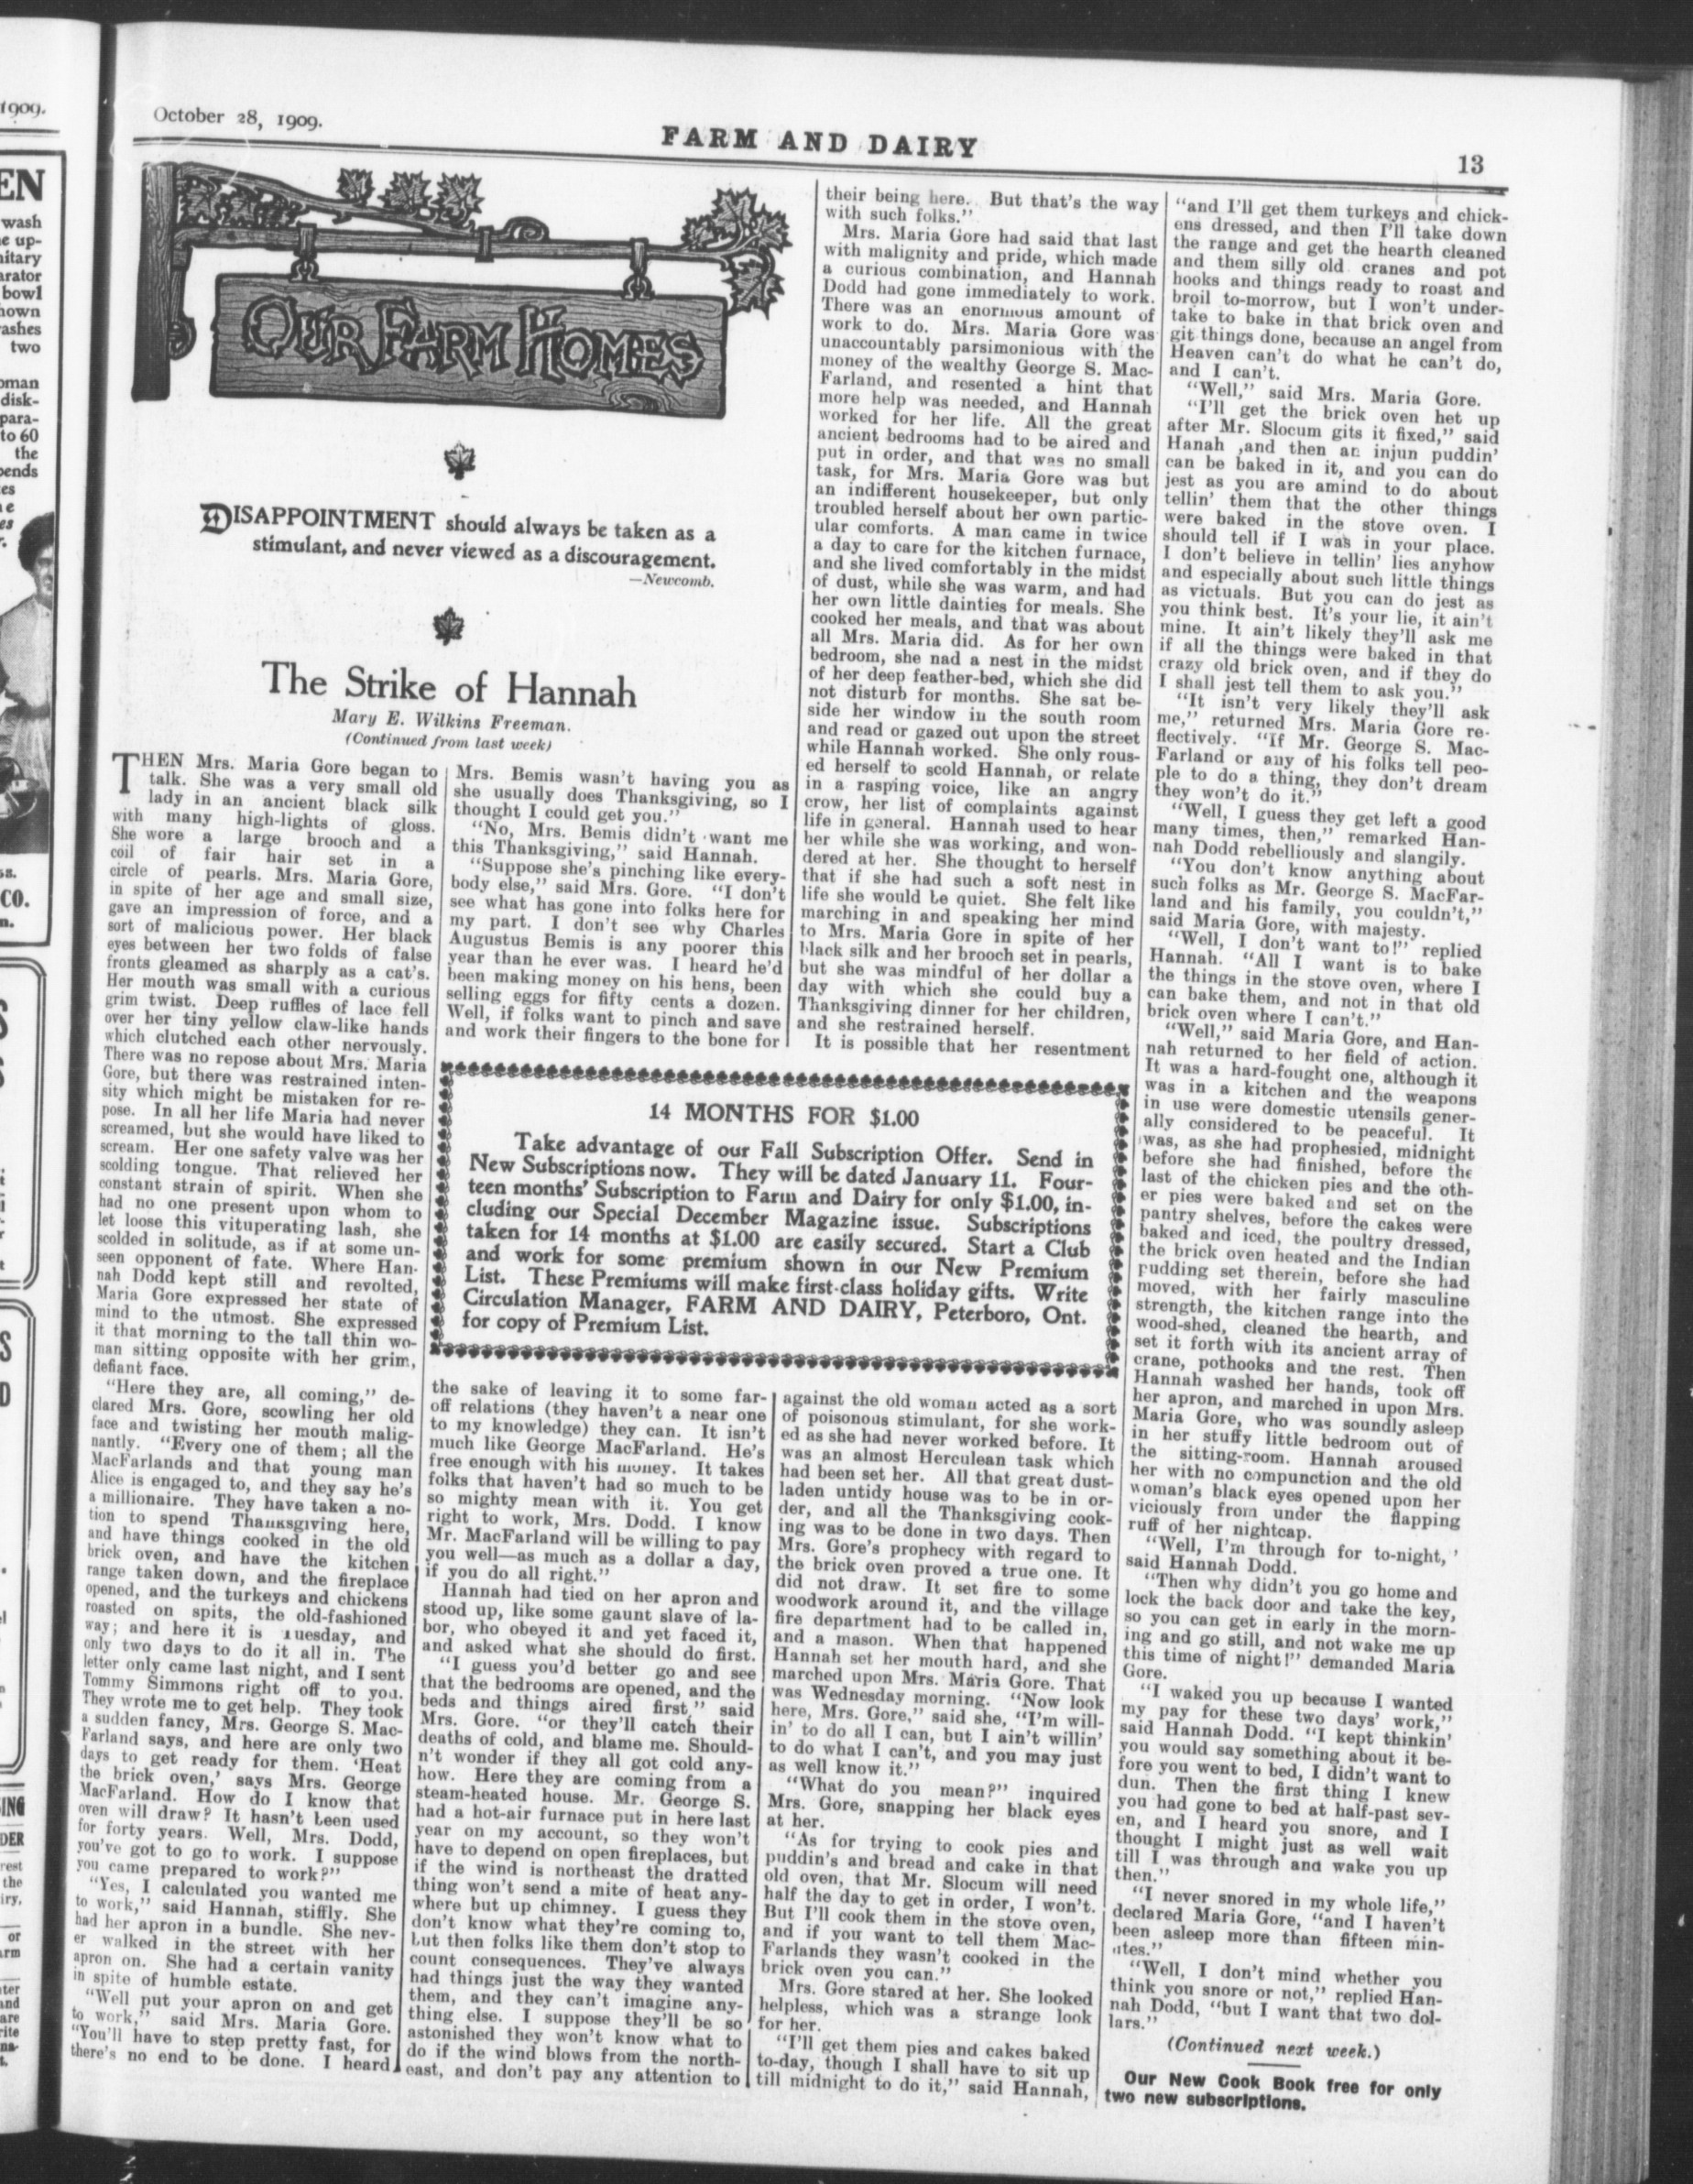 1909.
EN
wash
bowl
two
to 60
the
CO.
October 28, 1909.
FARM AND DAIRY
13
OUR FARM HOMES
DISAPPOINTMENT should always be taken as a
stimulant, and never viewed as a discouragement.
—Newcomb.
The Strike of Hannah
Mary E. Wilkins Freeman.
(Continued from last week)
THEN Mrs. Maria Gore began to
talk. She was a very small old
lady in an ancient black silk
with many high-lights of gloss.
She wore a large brooch and a
coil of fair hair set in a
circle of pearls. Mrs. Maria Gore,
in spite of her age and small size,
gave an impression of force, and a
sort of malicious power. Her black
eyes between her two folds of false
fronts gleamed as sharply as a cat's.
Her mouth was small with a curious
grim twist. Deep ruffles of lace fell
over her tiny yellow claw-like hands
which clutched each other nervously.
There was no repose about Mrs. Maria
Gore, but there was restrained inten-
sity which might be mistaken for re-
pose. In all her life Maria had never
screamed, but she would have liked to
scream. Her one safety valve was her
scolding tongue. That relieved her
constant strain of spirit. When she
had no one present upon whom to
let loose this vituperating lash, she
scolded in solitude, as if at some un-
seen opponent of fate. Where Han-
nah Dodd kept still and revolted,
Maria Gore expressed her state of
mind to the utmost. She expressed
it that morning to the tall thin wo-
man sitting opposite with her grim,
defiant face.
"Here they are, all coming," de-
clared Mrs. Gore, scowling her old
face and twisting her mouth malig-
nantly. "Every one of them; all the
MacFarlands and that young man
Alice is engaged to, and they say he's
a millionaire. They have taken a no-
tion to spend Thanksgiving here,
and have things cooked in the old
brick oven, and have the kitchen
range taken down, and the fireplace
opened, and the turkeys and chickens
roasted on spits, the old-fashioned
way; and here it is Tuesday, and
only two days to do it all in. The
letter only came last night, and I sent
Tommy Simmons right off to you.
They wrote me to get help. They took
a sudden fancy, Mrs. George S. Mac-
Farland says, and here are only two
days to get ready for them. 'Heat
the brick oven,' says Mrs. George
MacFarland. How do I know that
oven will draw? It hasn't been used
for forty years. Well, Mrs. Dodd,
you've got to go to work. I suppose
you came prepared to work?"
"Yes, I calculated you wanted me
to work," said Hannah, stiffly. She
had her apron in a bundle. She nev-
er walked in the street with her
apron on. She had a certain vanity
in spite of humble estate.
"Well put your apron on and get
to work," said Mrs. Maria Gore.
"You'll have to step pretty fast, for
there's no end to be done. I heard
Mrs. Bemis wasn't having you as
she usually does Thanksgiving, so I
thought I could get you."
"No, Mrs. Bemis didn't want me
this Thanksgiving," said Hannah.
"Suppose she's pinching like every-
body else," said Mrs. Gore. "I don't
see what has gone into folks here for
my part. I don't see why Charles
Augustus Bemis is any poorer this
year than he ever was. I heard he'd
been making money on his hens, been
selling eggs for fifty cents a dozen.
Well, if folks want to pinch and save
and work their fingers to the bone for
the sake of leaving it to some far-
off relations (they haven't a near one
to my knowledge) they can. It isn't
much like George MacFarland. He's
free enough with his money. It takes
folks that haven't had so much to be
so mighty mean with it. You get
right to work, Mrs. Dodd. I know
Mr. MacFarland will be willing to pay
you well—as much as a dollar a day,
if you do all right."
Hannah had tied on her apron and
stood up, like some gaunt slave of la-
bor, who obeyed it and yet faced it,
and asked what she should do first.
"I guess you'd better go and see
that the bedrooms are opened, and the
beds and things aired first," said
Mrs. Gore. "or they'll catch their
deaths of cold, and blame me. Should-
n't wonder if they all got cold any-
how. Here they are coming from a
steam-heated house. Mr. George S.
had a hot-air furnace put in here last
year on my account, so they won't
have to depend on open fireplaces, but
if the wind is northeast the dratted
thing won't send a mite of heat any-
where but up chimney. I guess they
don't know what they're coming to,
but then folks like them don't stop to
count consequences. They've always
had things just the way they wanted
them, and they can't imagine any-
thing else. I suppose they'll be so
astonished they won't know what to
do if the wind blows from the north-
east, and don't pay any attention to
their being here. But that's the way
with such folks."
Mrs. Maria Gore had said that last
with malignity and pride, which made
a curious combination, and Hannah
Dodd had gone immediately to work.
There was an enormous amount of
work to do. Mrs. Maria Gore was
unaccountably parsimonious with the
money of the wealthy George S. Mac-
Farland, and resented a hint that
more help was needed, and Hannah
worked for her life. All the great
ancient bedrooms had to be aired and
put in order, and that was no small
task, for Mrs. Maria Gore was but
an indifferent housekeeper, but only
troubled herself about her own partic-
ular comforts. A man came in twice
a day to care for the kitchen furnace,
and she lived comfortably in the midst
of dust, while she was warm, and had
her own little dainties for meals. She
cooked her meals, and that was about
all Mrs. Maria did. As for her own
bedroom, she nad a nest in the midst
of her deep feather-bed, which she did
not disturb for months. She sat be-
side her window in the south room
and read or gazed out upon the street
while Hannah worked. She only rous-
ed herself to scold Hannah, or relate
in a rasping voice, like an angry
crow, her list of complaints against
life in general. Hannah used to hear
her while she was working, and won-
dered at her. She thought to herself
that if she had such a soft nest in
life she would be quiet. She felt like
marching in and speaking her mind
to Mrs. Maria Gore in spite of her
black silk and her brooch set in pearls,
but she was mindful of her dollar a
day with which she could buy a
Thanksgiving dinner for her children,
and she restrained herself.
It is possible that her resentment
against the old woman acted as a sort
of poisonous stimulant, for she work-
ed as she had never worked before. It
was an almost Herculean task which
had been set her. All that great dust-
laden untidy house was to be in or-
der, and all the Thanksgiving cook-
ing was to be done in two days. Then
Mrs. Gore's prophecy with regard to
the brick oven proved a true one. It
did not draw. It set fire to some
woodwork around it, and the village
fire department had to be called in,
and a mason. When that happened
Hannah set her mouth hard, and she
marched upon Mrs. Maria Gore. That
was Wednesday morning. "Now look
here, Mrs. Gore," said she, "I'm will-
in' to do all I can, but I ain't willin'
to do what I can't, and you may just
as well know it."
"What do you mean?" inquired
Mrs. Gore, snapping her black eyes
at her.
"As for trying to cook pies and
puddin's and bread and cake in that
old oven, that Mr. Slocum will need
half the day to get in order, I won't.
But I'll cook them in the stove oven,
and if you want to tell them Mac-
Farlands they wasn't cooked in the
brick oven you can."
Mrs. Gore stared at her. She looked
helpless, which was a strange look
for her.
"I'll get them pies and cakes baked
to-day, though I shall have to sit up
till midnight to do it," said Hannah,
"and I'll get them turkeys and chick-
ens dressed, and then I'll take down
the range and get the hearth cleaned
and them silly old cranes and pot
hooks and things ready to roast and
broil to-morrow, but I won't under-
take to bake in that brick oven and
git things done, because an angel from
Heaven can't do what he can't do,
and I can't.
"Well," said Mrs. Maria Gore.
"I'll get the brick oven het up
after Mr. Slocum gits it fixed," said
Hanah ,and then an injun puddin'
can be baked in it, and you can do
jest as you are amind to do about
tellin' them that the other things
were baked in the stove oven. I
should tell if I was in your place.
I don't believe in tellin' lies anyhow
and especially about such little things
as victuals. But you can do jest as
you think best. It's your lie, it ain't
mine. It ain't likely they'll ask me
if all the things were baked in that
crazy old brick oven, and if they do
I shall jest tell them to ask you."
"It isn't very likely they'll ask
me," returned Mrs. Maria Gore re-
flectively. "If Mr. George S. Mac-
Farland or any of his folks tell peo-
ple to do a thing, they don't dream
they won't do it."
"Well, I guess they get left a good
many times, then," remarked Han-
nah Dodd rebelliously and slangily.
"You don't know anything about
such folks as Mr. George S. MacFar-
land and his family, you couldn't,"
said Maria Gore, with majesty.
"Well, I don't want to!" replied
Hannah. "All I want is to bake
the things in the stove oven, where I
can bake them, and not in that old
brick oven where I can't."
"Well," said Maria Gore, and Han-
nah returned to her field of action.
It was a hard-fought one, although it
was in a kitchen and the weapons
in use were domestic utensils gener-
ally considered to be peaceful. It
was, as she had prophesied, midnight
before she had finished, before the
last of the chicken pies and the oth-
er pies were baked and set on the
pantry shelves, before the cakes were
baked and iced, the poultry dressed,
the brick oven heated and the Indian
pudding set therein, before she had
moved, with her fairly masculine
strength, the kitchen range into the
wood-shed, cleaned the hearth, and
set it forth with its ancient array of
crane, pothooks and the rest. Then
Hannah washed her hands, took off
her apron, and marched in upon Mrs.
Maria Gore, who was soundly asleep
in her stuffy little bedroom out of
the sitting-room. Hannah aroused
her with no compunction and the old
woman's black eyes opened upon her
viciously from under the flapping
ruff of her nightcap.
"Well, I'm through for to-night,'
said Hannah Dodd.
"Then why didn't you go home and
lock the back door and take the key,
so you can get in early in the morn-
ing and go still, and not wake me up
this time of night!" demanded Maria
Gore.
"I waked you up because I wanted
my pay for these two days' work,"
said Hannah Dodd. "I kept thinkin'
you would say something about it be-
fore you went to bed, I didn't want to
dun. Then the first thing I knew
you had gone to bed at half-past sev-
en, and I heard you snore, and I
thought I might just as well wait
till I was through and wake you up
then."
"I never snored in my whole life,"
declared Maria Gore, "and I haven't
been asleep more than fifteen min-
utes."
"Well, I don't mind whether you
think you snore or not," replied Han-
nah Dodd, "but I want that two dol-
lars."
(Continued next week.)
Our New Cook Book free for only
two new subscriptions.
14 MONTHS FOR $1.00
Take advantage of our Fall Subscription Offer. Send in
New Subscriptions now. They will be dated January 11. Four-
teen months' Subscription to Farm and Dairy for only $1.00, in-
cluding our Special December Magazine issue. Subscriptions
taken for 14 months at $1.00 are easily secured. Start a Club
and work for some premium shown in our New Premium
List. These Premiums will make first-class holiday gifts. Write
Circulation Manager, FARM AND DAIRY, Peterboro, Ont.
for copy of Premium List.